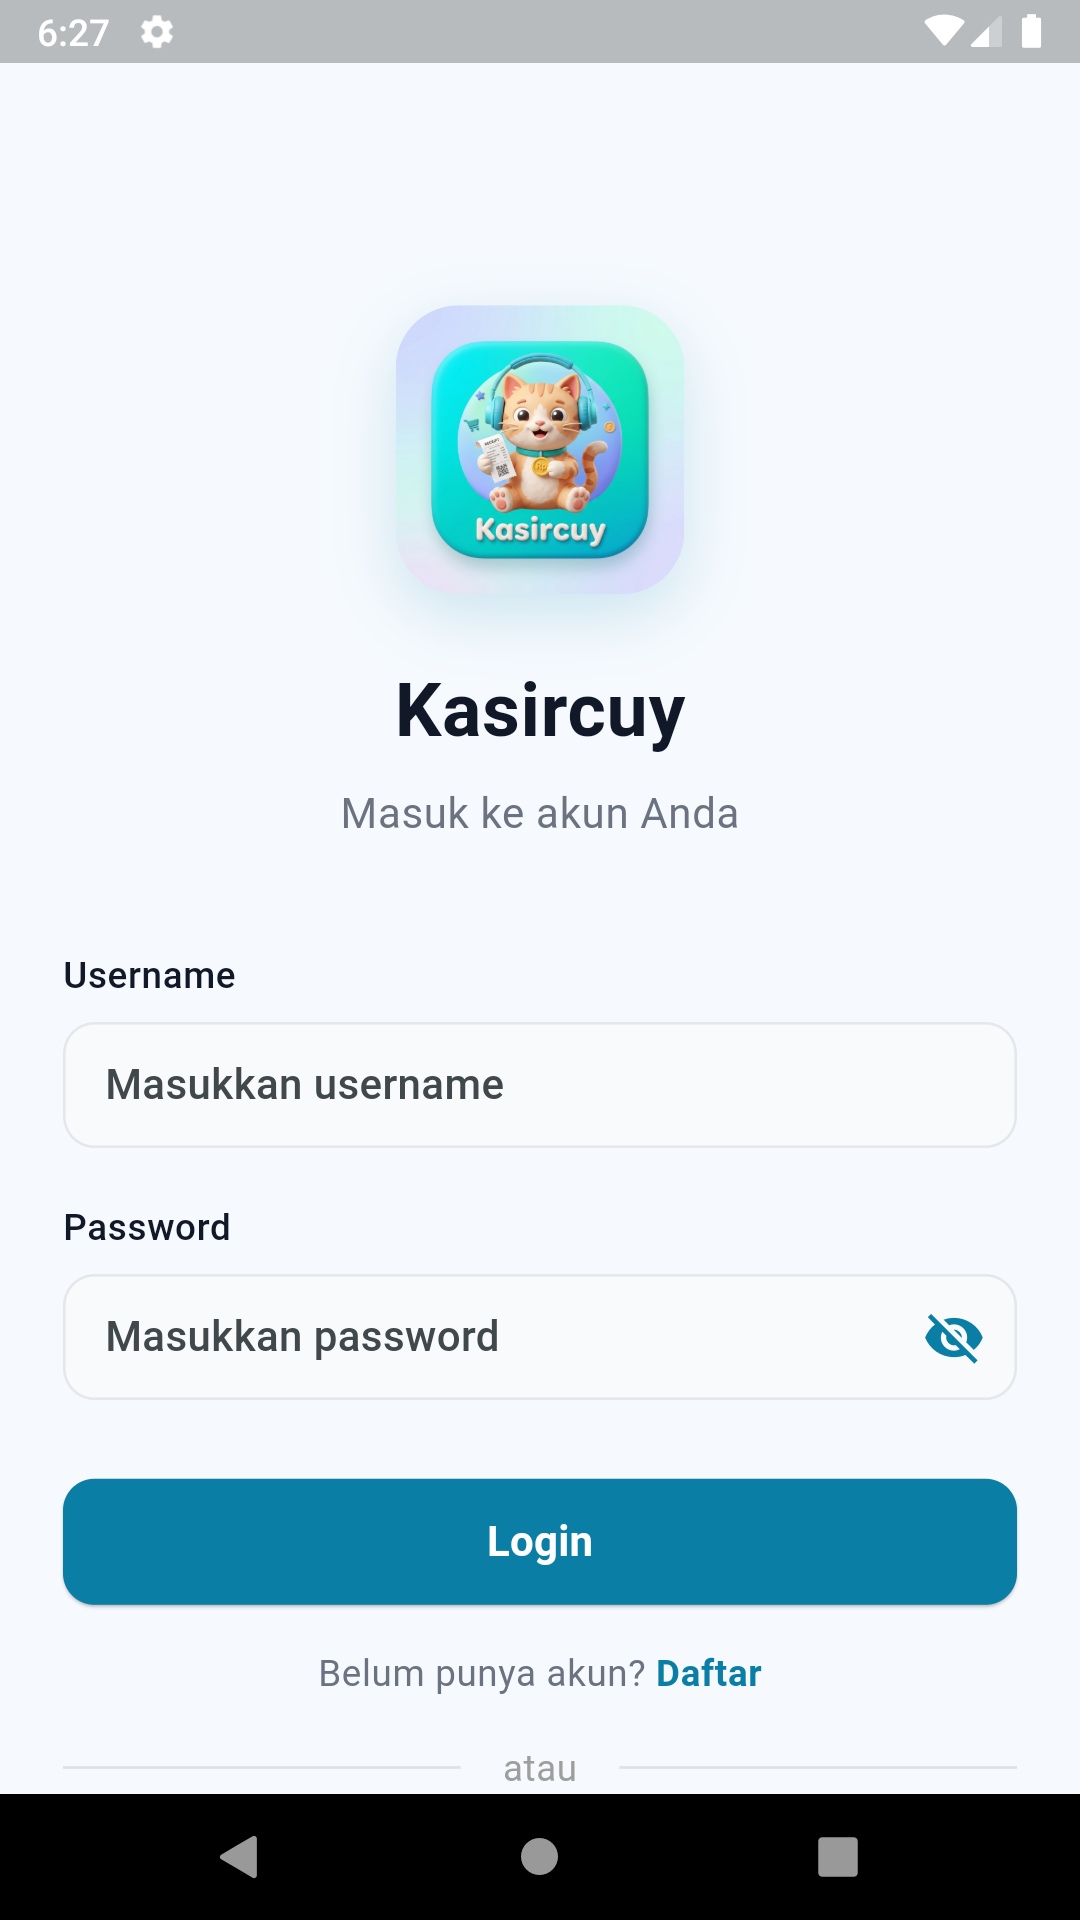 6:27
Kasircuy
Kasircuy
Masuk ke akun Anda
Username
Masukkan username
Password
Masukkan password
Login
Belum punya akun? Daftar
atau